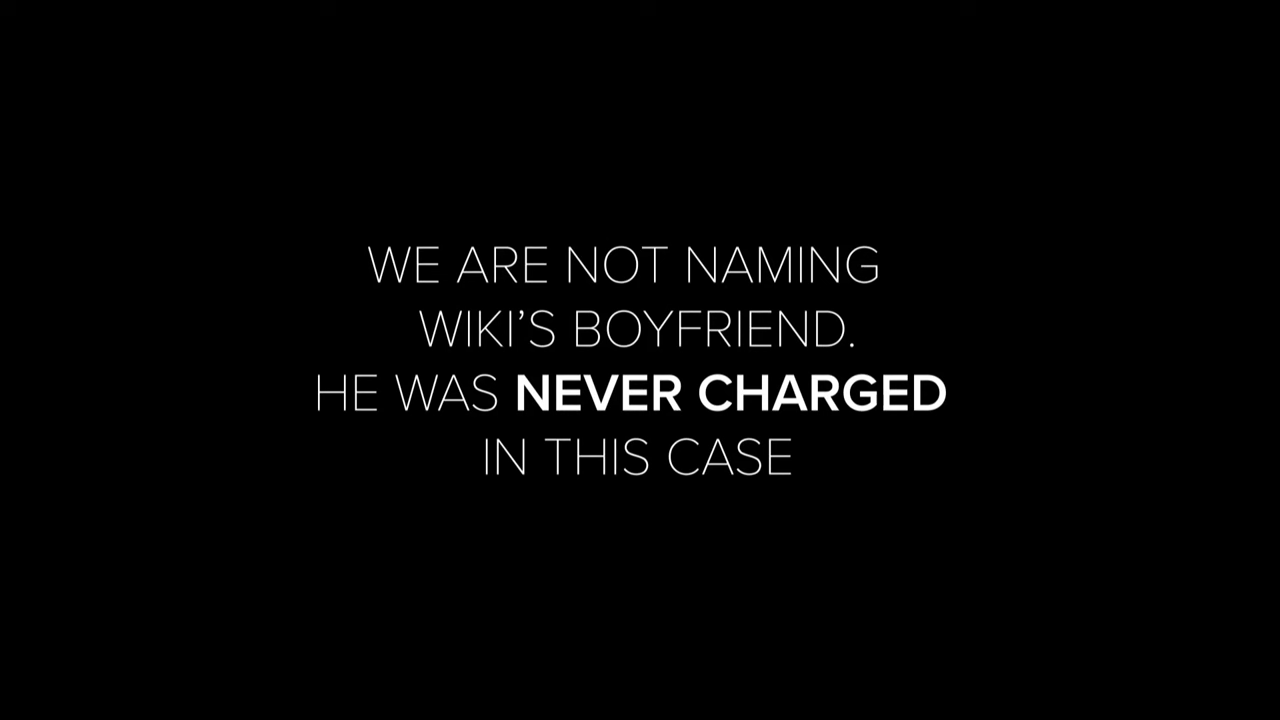 WE ARE NOT NAMING
WIKI’S BOYFRIEND.
HE WAS NEVER CHARGED
IN THIS CASE